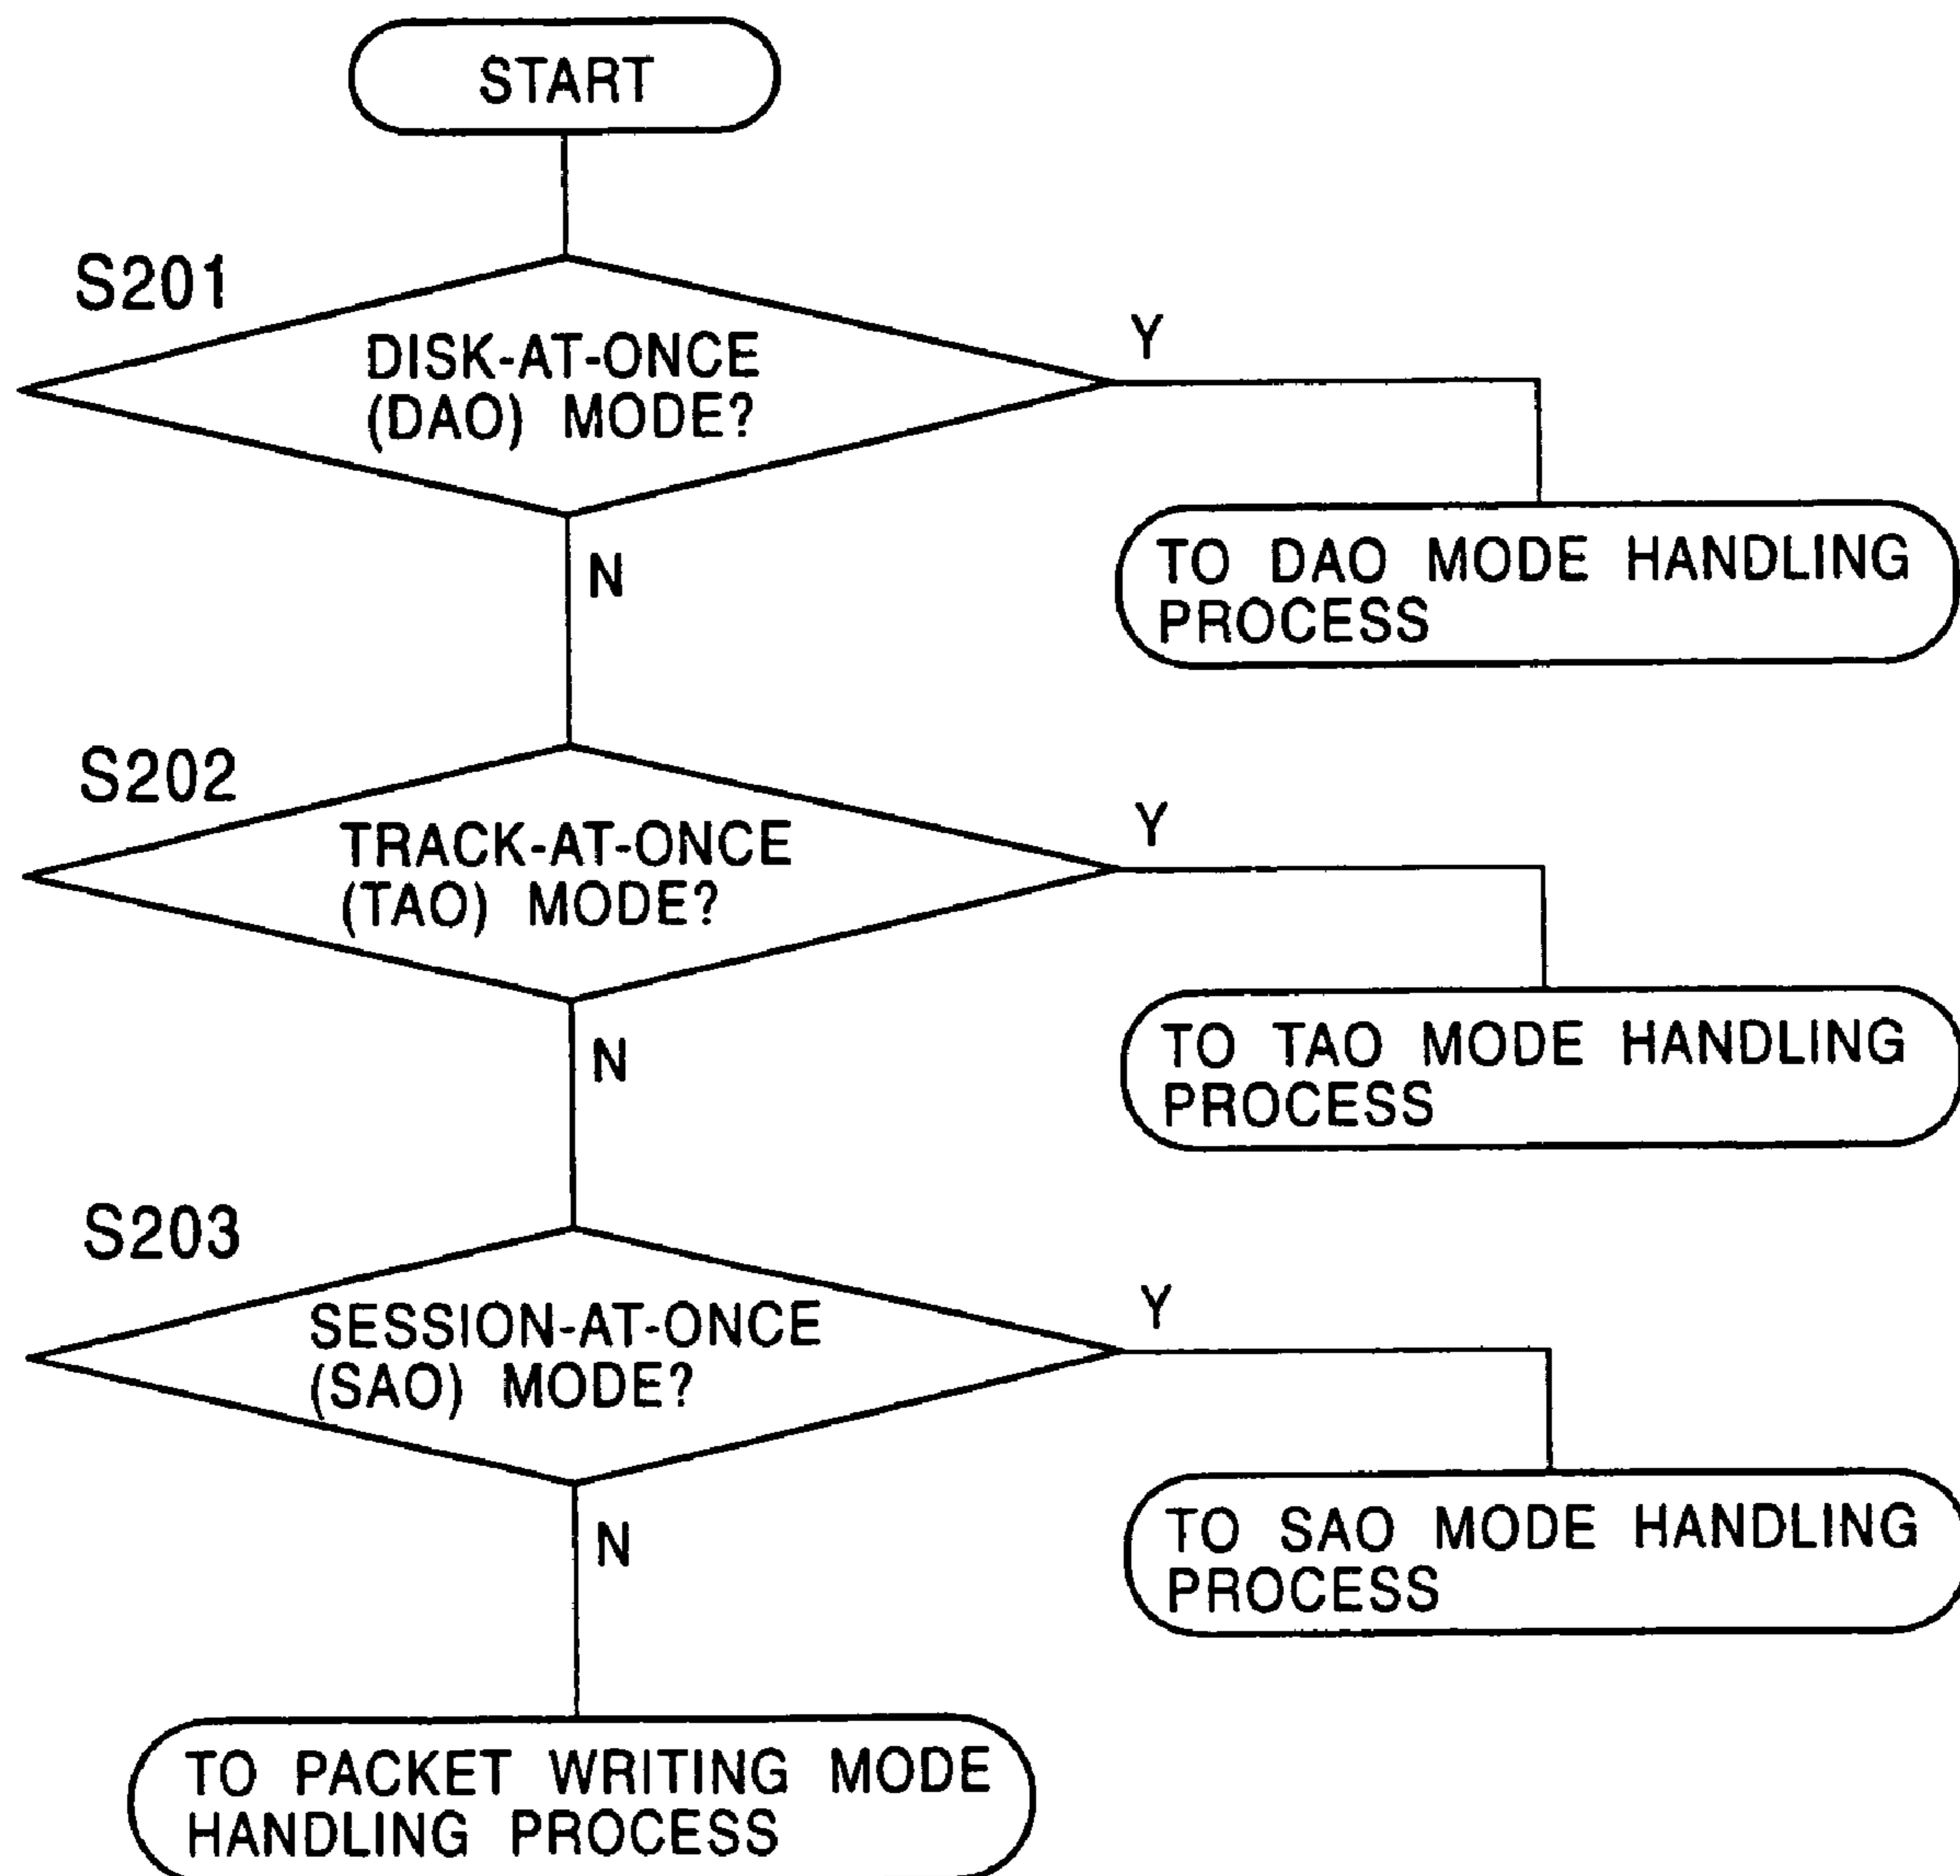 START
S201
DISK-AT-ONCE
(DAO) MODE?
Y
N
TO DAO MODE HANDLING
PROCESS
S202
TRACK-AT-ONCE
(TAO) MODE?
Y
N
TO TAO MODE HANDLING
PROCESS
S203
SESSION-AT-ONCE
(SAO) MODE?
Y
N
TO SAO MODE HANDLING
PROCESS
TO PACKET WRITING MODE
HANDLING PROCESS